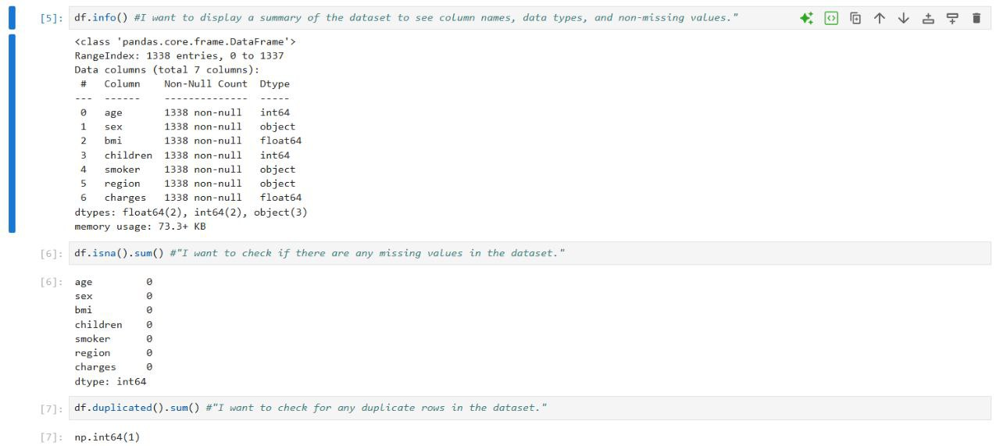 [5]: df.info() #I want to display a summary of the dataset to see column names, data types, and non-missing values."
<class 'pandas.core.frame.DataFrame'>
RangeIndex: 1338 entries, 0 to 1337
Data columns (total 7 columns):
 #   Column    Non-Null Count  Dtype
---  ------    --------------  -----
 0   age       1338 non-null   int64
 1   sex       1338 non-null   object
 2   bmi       1338 non-null   float64
 3   children  1338 non-null   int64
 4   smoker    1338 non-null   object
 5   region    1338 non-null   object
 6   charges   1338 non-null   float64
dtypes: float64(2), int64(2), object(3)
memory usage: 73.3+ KB
[6]: df.isna().sum() #"I want to check if there are any missing values in the dataset."
[6]: age         0
sex         0
bmi         0
children    0
smoker      0
region      0
charges     0
dtype: int64
[7]: df.duplicated().sum() #"I want to check for any duplicate rows in the dataset."
[7]: np.int64(1)